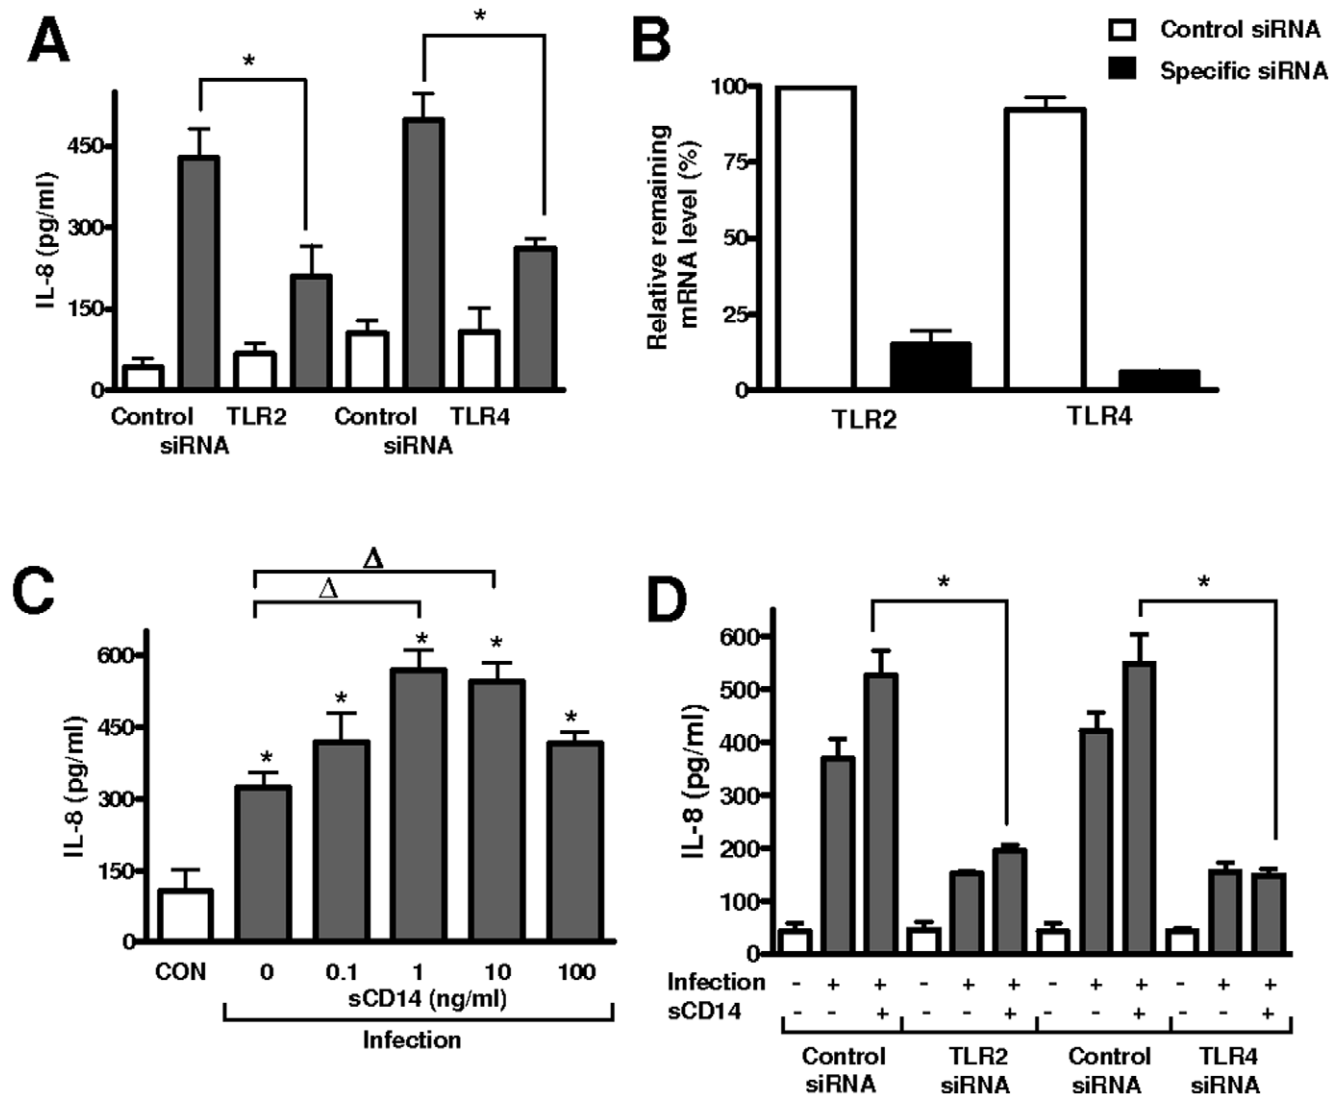 A
*
*
IL-8 (pg/ml)
450
300
150
0
Control TLR2 Control TLR4
siRNA siRNA
B
Control siRNA
Specific siRNA
Relative remaining
mRNA level (%)
100
75
50
25
0
TLR2 TLR4
C
Δ
Δ
* * * * *
IL-8 (pg/ml)
600
450
300
150
0
CON 0 0.1 1 10 100
sCD14 (ng/ml)
Infection
D
* *
IL-8 (pg/ml)
600
500
400
300
200
100
0
Infection - + + - + + - + + - + +
sCD14 - - + - - + - - + - - +
Control TLR2 Control TLR4
siRNA siRNA siRNA siRNA